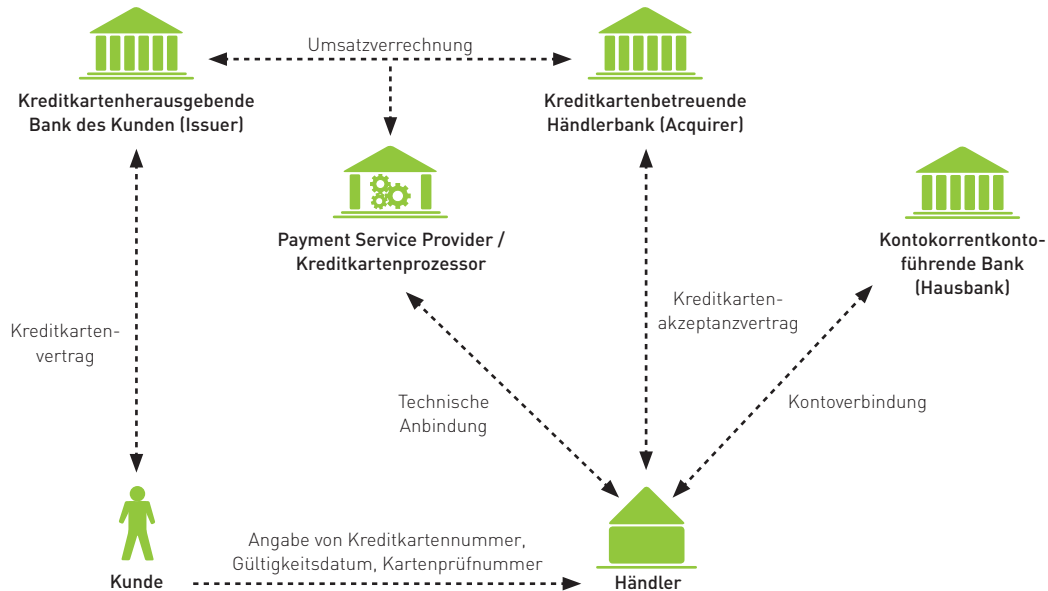 Umsatzverrechnung
Kreditkartenherausgebende
Bank des Kunden (Issuer)
Kreditkartenbetreuende
Händlerbank (Acquirer)
Payment Service Provider /
Kreditkartenprozessor
Kontokorrentkonto-
führende Bank
(Hausbank)
Kreditkarten-
vertrag
Kreditkarten-
akzeptanzvertrag
Technische
Anbindung
Kontoverbindung
Angabe von Kreditkartennummer,
Gültigkeitsdatum, Kartenprüfnummer
Kunde
Händler